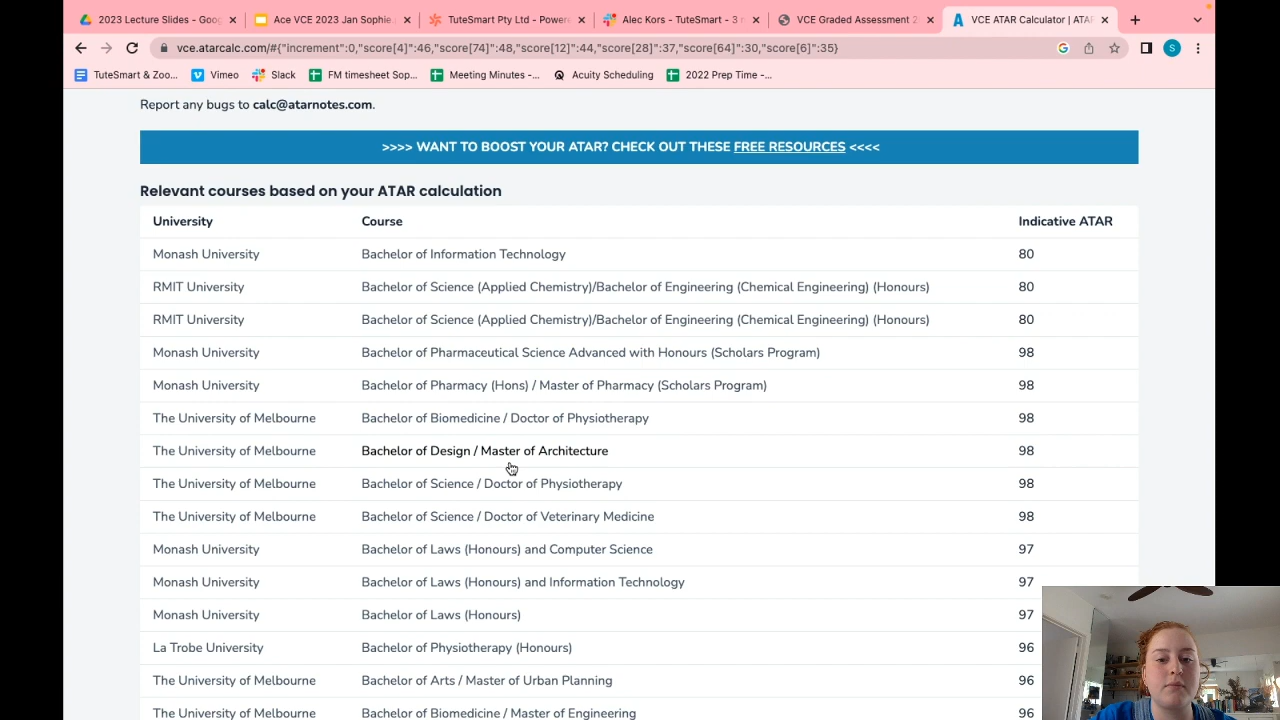 2023 Lecture Slides - Goog
Ace VCE 2023 Jan Sophie.
TuteSmart Pty Ltd - Power
Alec Kors - TuteSmart - 3 n
VCE Graded Assessment 2
VCE ATAR Calculator | ATAR
vce.atarcalc.com/#{"increment":0,"score[4]":46,"score[74]":48,"score[12]":44,"score[28]":37,"score[64]":30,"score[6]":35}
S
TuteSmart & Zoo...
Vimeo
Slack
FM timesheet Sop...
Meeting Minutes -...
Acuity Scheduling
2022 Prep Time -...
Report any bugs to calc@atarnotes.com.
>>>> WANT TO BOOST YOUR ATAR? CHECK OUT THESE FREE RESOURCES <<<<
Relevant courses based on your ATAR calculation
University Course Indicative ATAR
Monash University Bachelor of Information Technology 80
RMIT University Bachelor of Science (Applied Chemistry)/Bachelor of Engineering (Chemical Engineering) (Honours) 80
RMIT University Bachelor of Science (Applied Chemistry)/Bachelor of Engineering (Chemical Engineering) (Honours) 80
Monash University Bachelor of Pharmaceutical Science Advanced with Honours (Scholars Program) 98
Monash University Bachelor of Pharmacy (Hons) / Master of Pharmacy (Scholars Program) 98
The University of Melbourne Bachelor of Biomedicine / Doctor of Physiotherapy 98
The University of Melbourne Bachelor of Design / Master of Architecture 98
The University of Melbourne Bachelor of Science / Doctor of Physiotherapy 98
The University of Melbourne Bachelor of Science / Doctor of Veterinary Medicine 98
Monash University Bachelor of Laws (Honours) and Computer Science 97
Monash University Bachelor of Laws (Honours) and Information Technology 97
Monash University Bachelor of Laws (Honours) 97
La Trobe University Bachelor of Physiotherapy (Honours) 96
The University of Melbourne Bachelor of Arts / Master of Urban Planning 96
The University of Melbourne Bachelor of Biomedicine / Master of Engineering 96